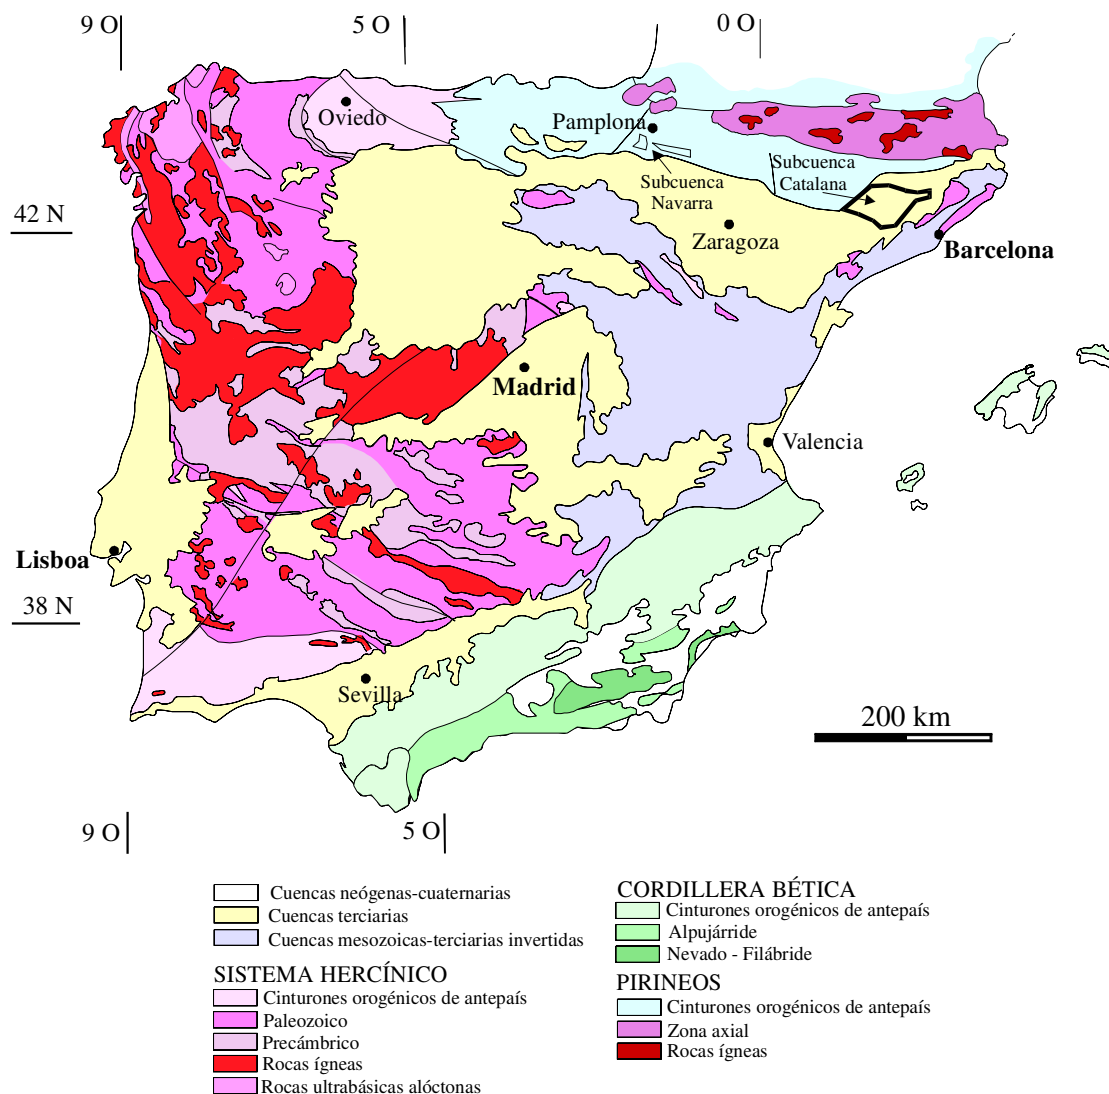 9 O
5 O
0 O
Oviedo
Pamplona
Subcuenca
Catalana
Subcuenca
Navarra
42 N
Zaragoza
Barcelona
Madrid
Valencia
Lisboa
38 N
Sevilla
200 km
9 O
5 O
Cuencas neógenas-cuaternarias
Cuencas terciarias
Cuencas mesozoicas-terciarias invertidas
SISTEMA HERCÍNICO
Cinturones orogénicos de antepaís
Paleozoico
Precámbrico
Rocas ígneas
Rocas ultrabásicas alóctonas
CORDILLERA BÉTICA
Cinturones orogénicos de antepaís
Alpujárride
Nevado - Filábride
PIRINEOS
Cinturones orogénicos de antepaís
Zona axial
Rocas ígneas